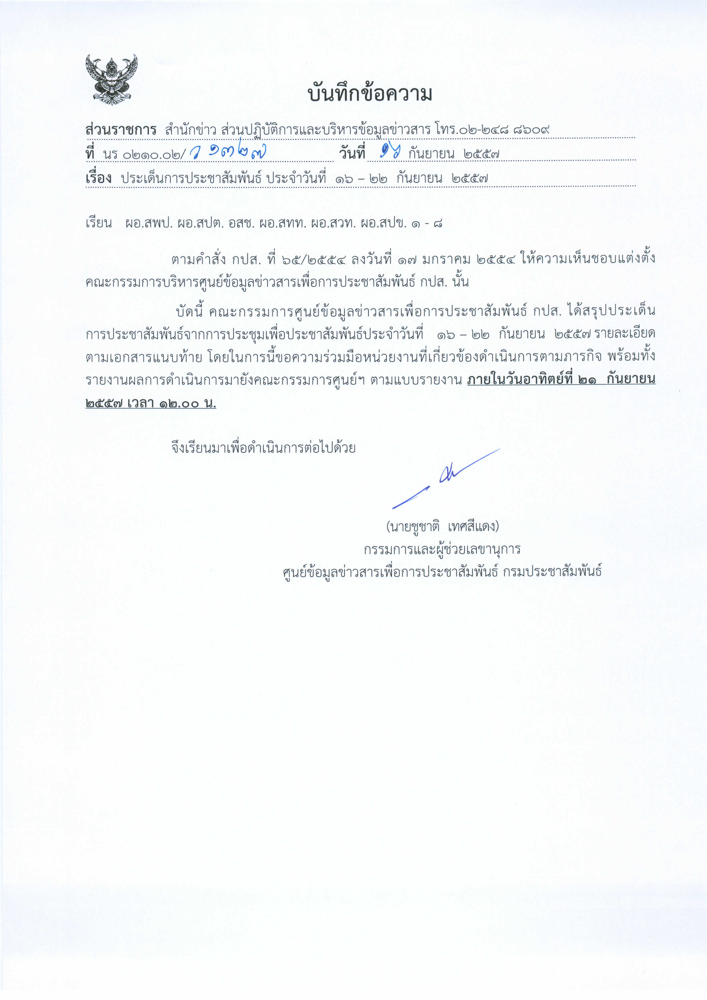 บันทึกข้อความ
ส่วนราชการ สำนักข่าว ส่วนปฏิบัติการและบริหารข้อมูลข่าวสาร โทร.๐๒-๒๔๘ ๘๖๐๙
ที่ นร ๐๒๑๐.๐๒/ว ๑๓๒๗ วันที่ ๑๖ กันยายน ๒๕๕๗
เรื่อง ประเด็นการประชาสัมพันธ์ ประจำวันที่ ๑๖ – ๒๒ กันยายน ๒๕๕๗
เรียน ผอ.สพป. ผอ.สปต. อสช. ผอ.สทท. ผอ.สวท. ผอ.สปข. ๑ - ๘
ตามคำสั่ง กปส. ที่ ๖๕/๒๕๕๔ ลงวันที่ ๑๗ มกราคม ๒๕๕๔ ให้ความเห็นชอบแต่งตั้ง
คณะกรรมการบริหารศูนย์ข้อมูลข่าวสารเพื่อการประชาสัมพันธ์ กปส. นั้น
บัดนี้ คณะกรรมการศูนย์ข้อมูลข่าวสารเพื่อการประชาสัมพันธ์ กปส. ได้สรุปประเด็น
การประชาสัมพันธ์จากการประชุมเพื่อประชาสัมพันธ์ประจำวันที่ ๑๖ – ๒๒ กันยายน ๒๕๕๗ รายละเอียด
ตามเอกสารแนบท้าย โดยในการนี้ขอความร่วมมือหน่วยงานที่เกี่ยวข้องดำเนินการตามภารกิจ พร้อมทั้ง
รายงานผลการดำเนินการมายังคณะกรรมการศูนย์ฯ ตามแบบรายงาน ภายในวันอาทิตย์ที่ ๒๑ กันยายน
๒๕๕๗ เวลา ๑๒.๐๐ น.
จึงเรียนมาเพื่อดำเนินการต่อไปด้วย
(นายชูชาติ เทศสีแดง)
กรรมการและผู้ช่วยเลขานุการ
ศูนย์ข้อมูลข่าวสารเพื่อการประชาสัมพันธ์ กรมประชาสัมพันธ์